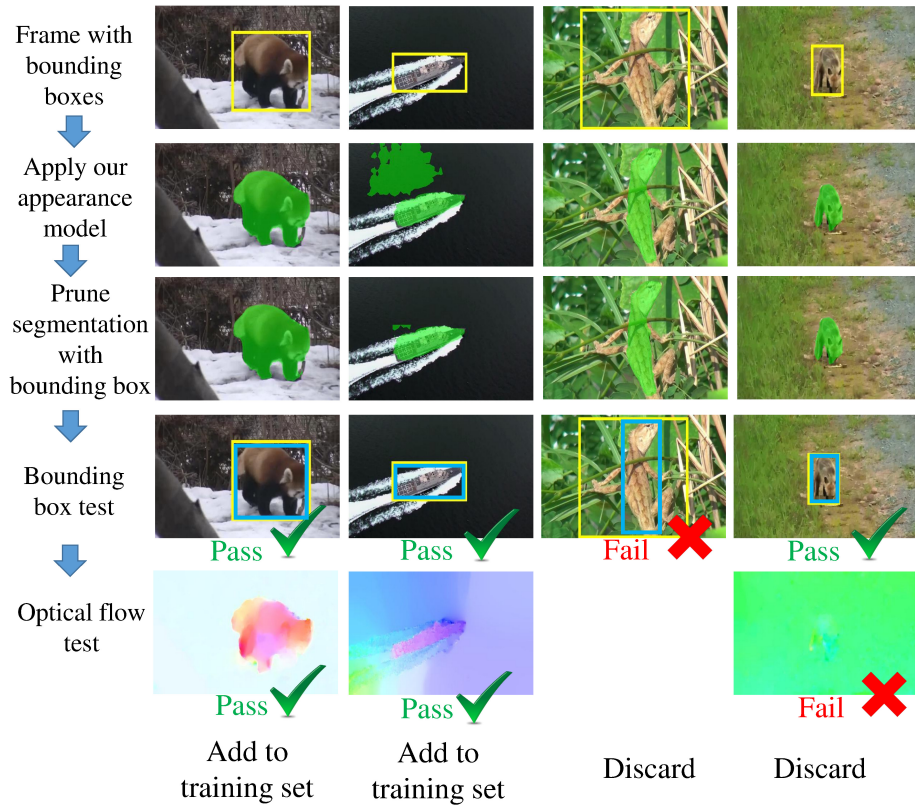 Frame with
bounding
boxes
Apply our
appearance
model
Prune
segmentation
with
bounding box
Bounding
box test
Pass
Pass
Fail
Pass
Optical flow
test
Pass
Pass
Fail
Add to
training set
Add to
training set
Discard
Discard